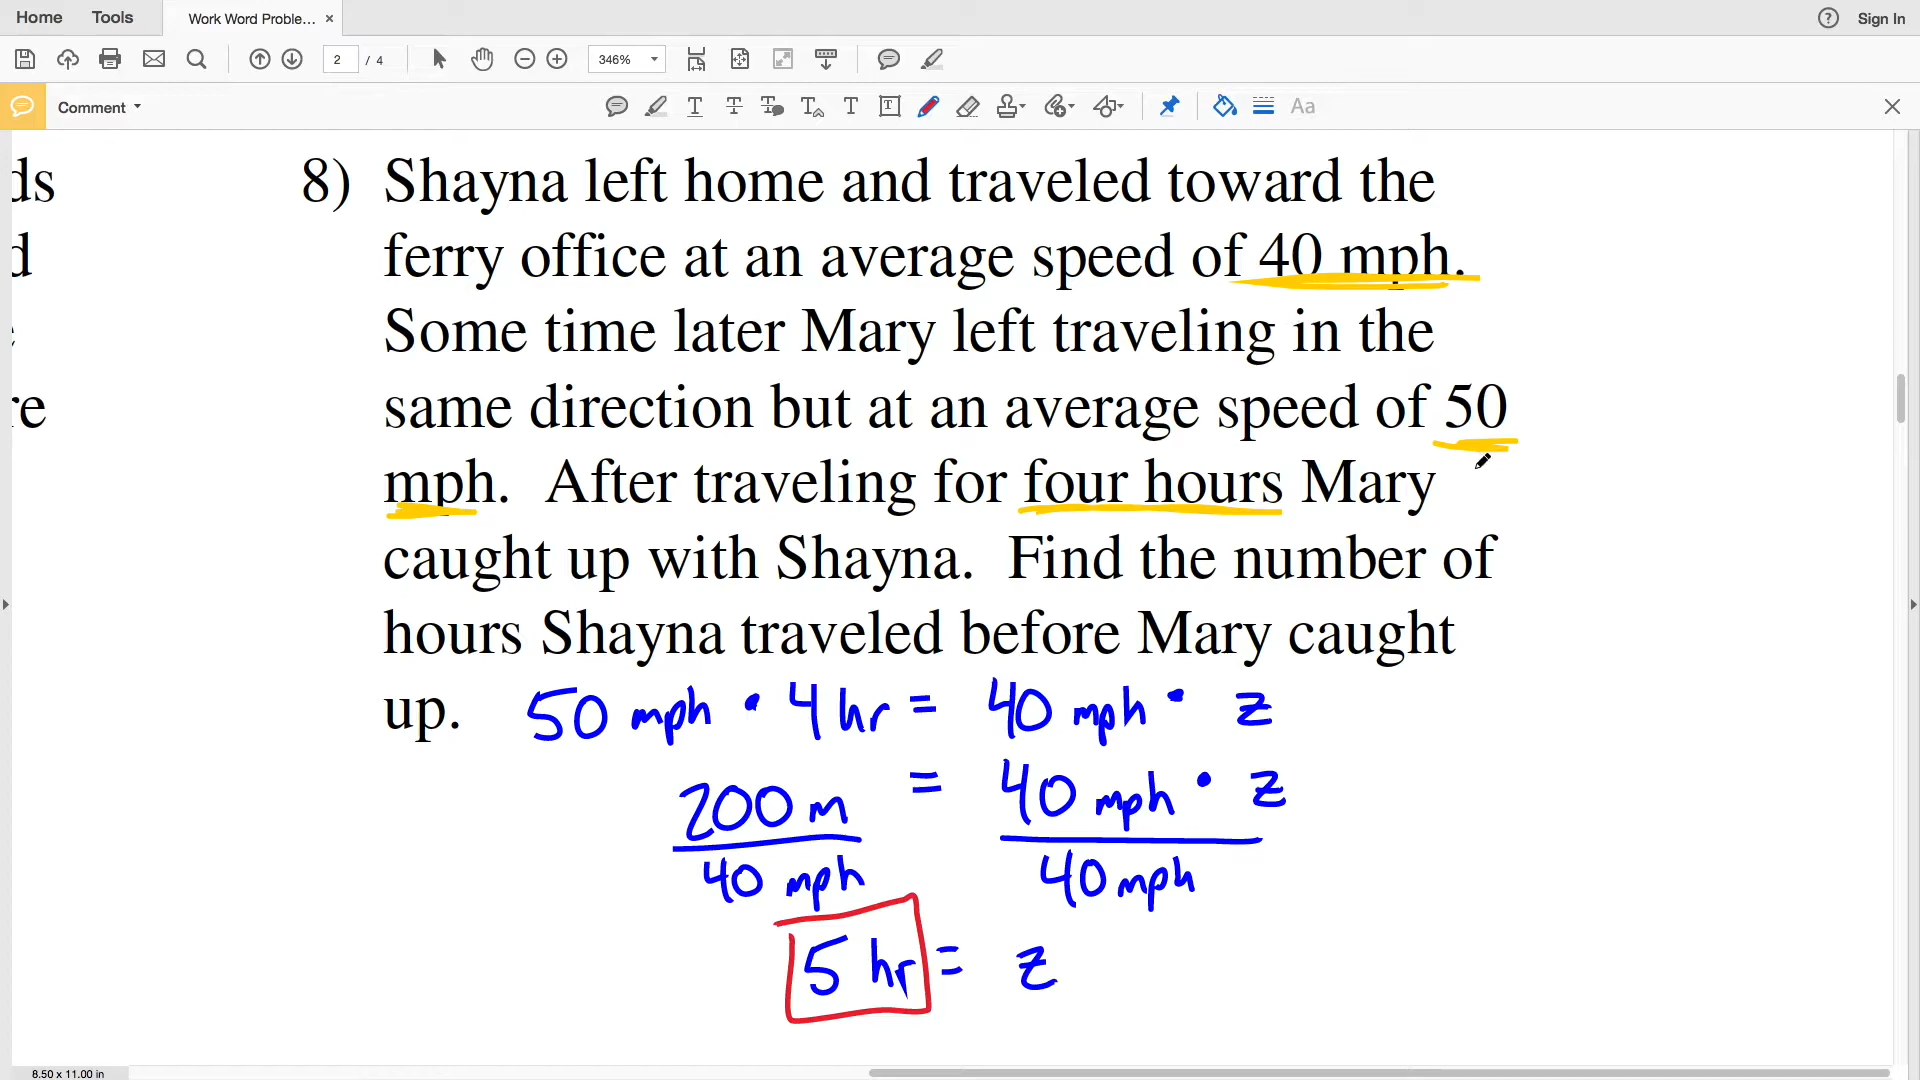 Home Tools Work Word Proble... × ? Sign In
2 / 4 346%
Comment T T T T T T Aa
ds
d
re
8) Shayna left home and traveled toward the
ferry office at an average speed of 40 mph.
Some time later Mary left traveling in the
same direction but at an average speed of 50
mph. After traveling for four hours Mary
caught up with Shayna. Find the number of
hours Shayna traveled before Mary caught
up.
50 mph • 4 hr = 40 mph • z
200 m = 40 mph • z
40 mph 40 mph
5 hr = z
8.50 x 11.00 in